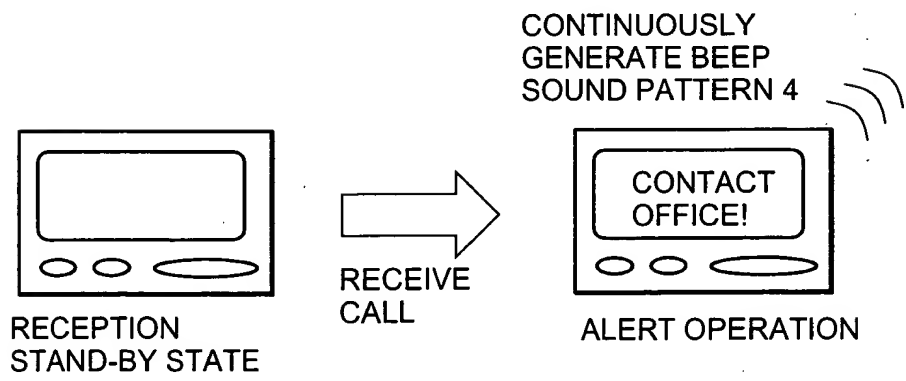 CONTINUOUSLY
GENERATE BEEP
SOUND PATTERN 4
CONTACT
OFFICE!
RECEIVE
CALL
RECEPTION
STAND-BY STATE
ALERT OPERATION